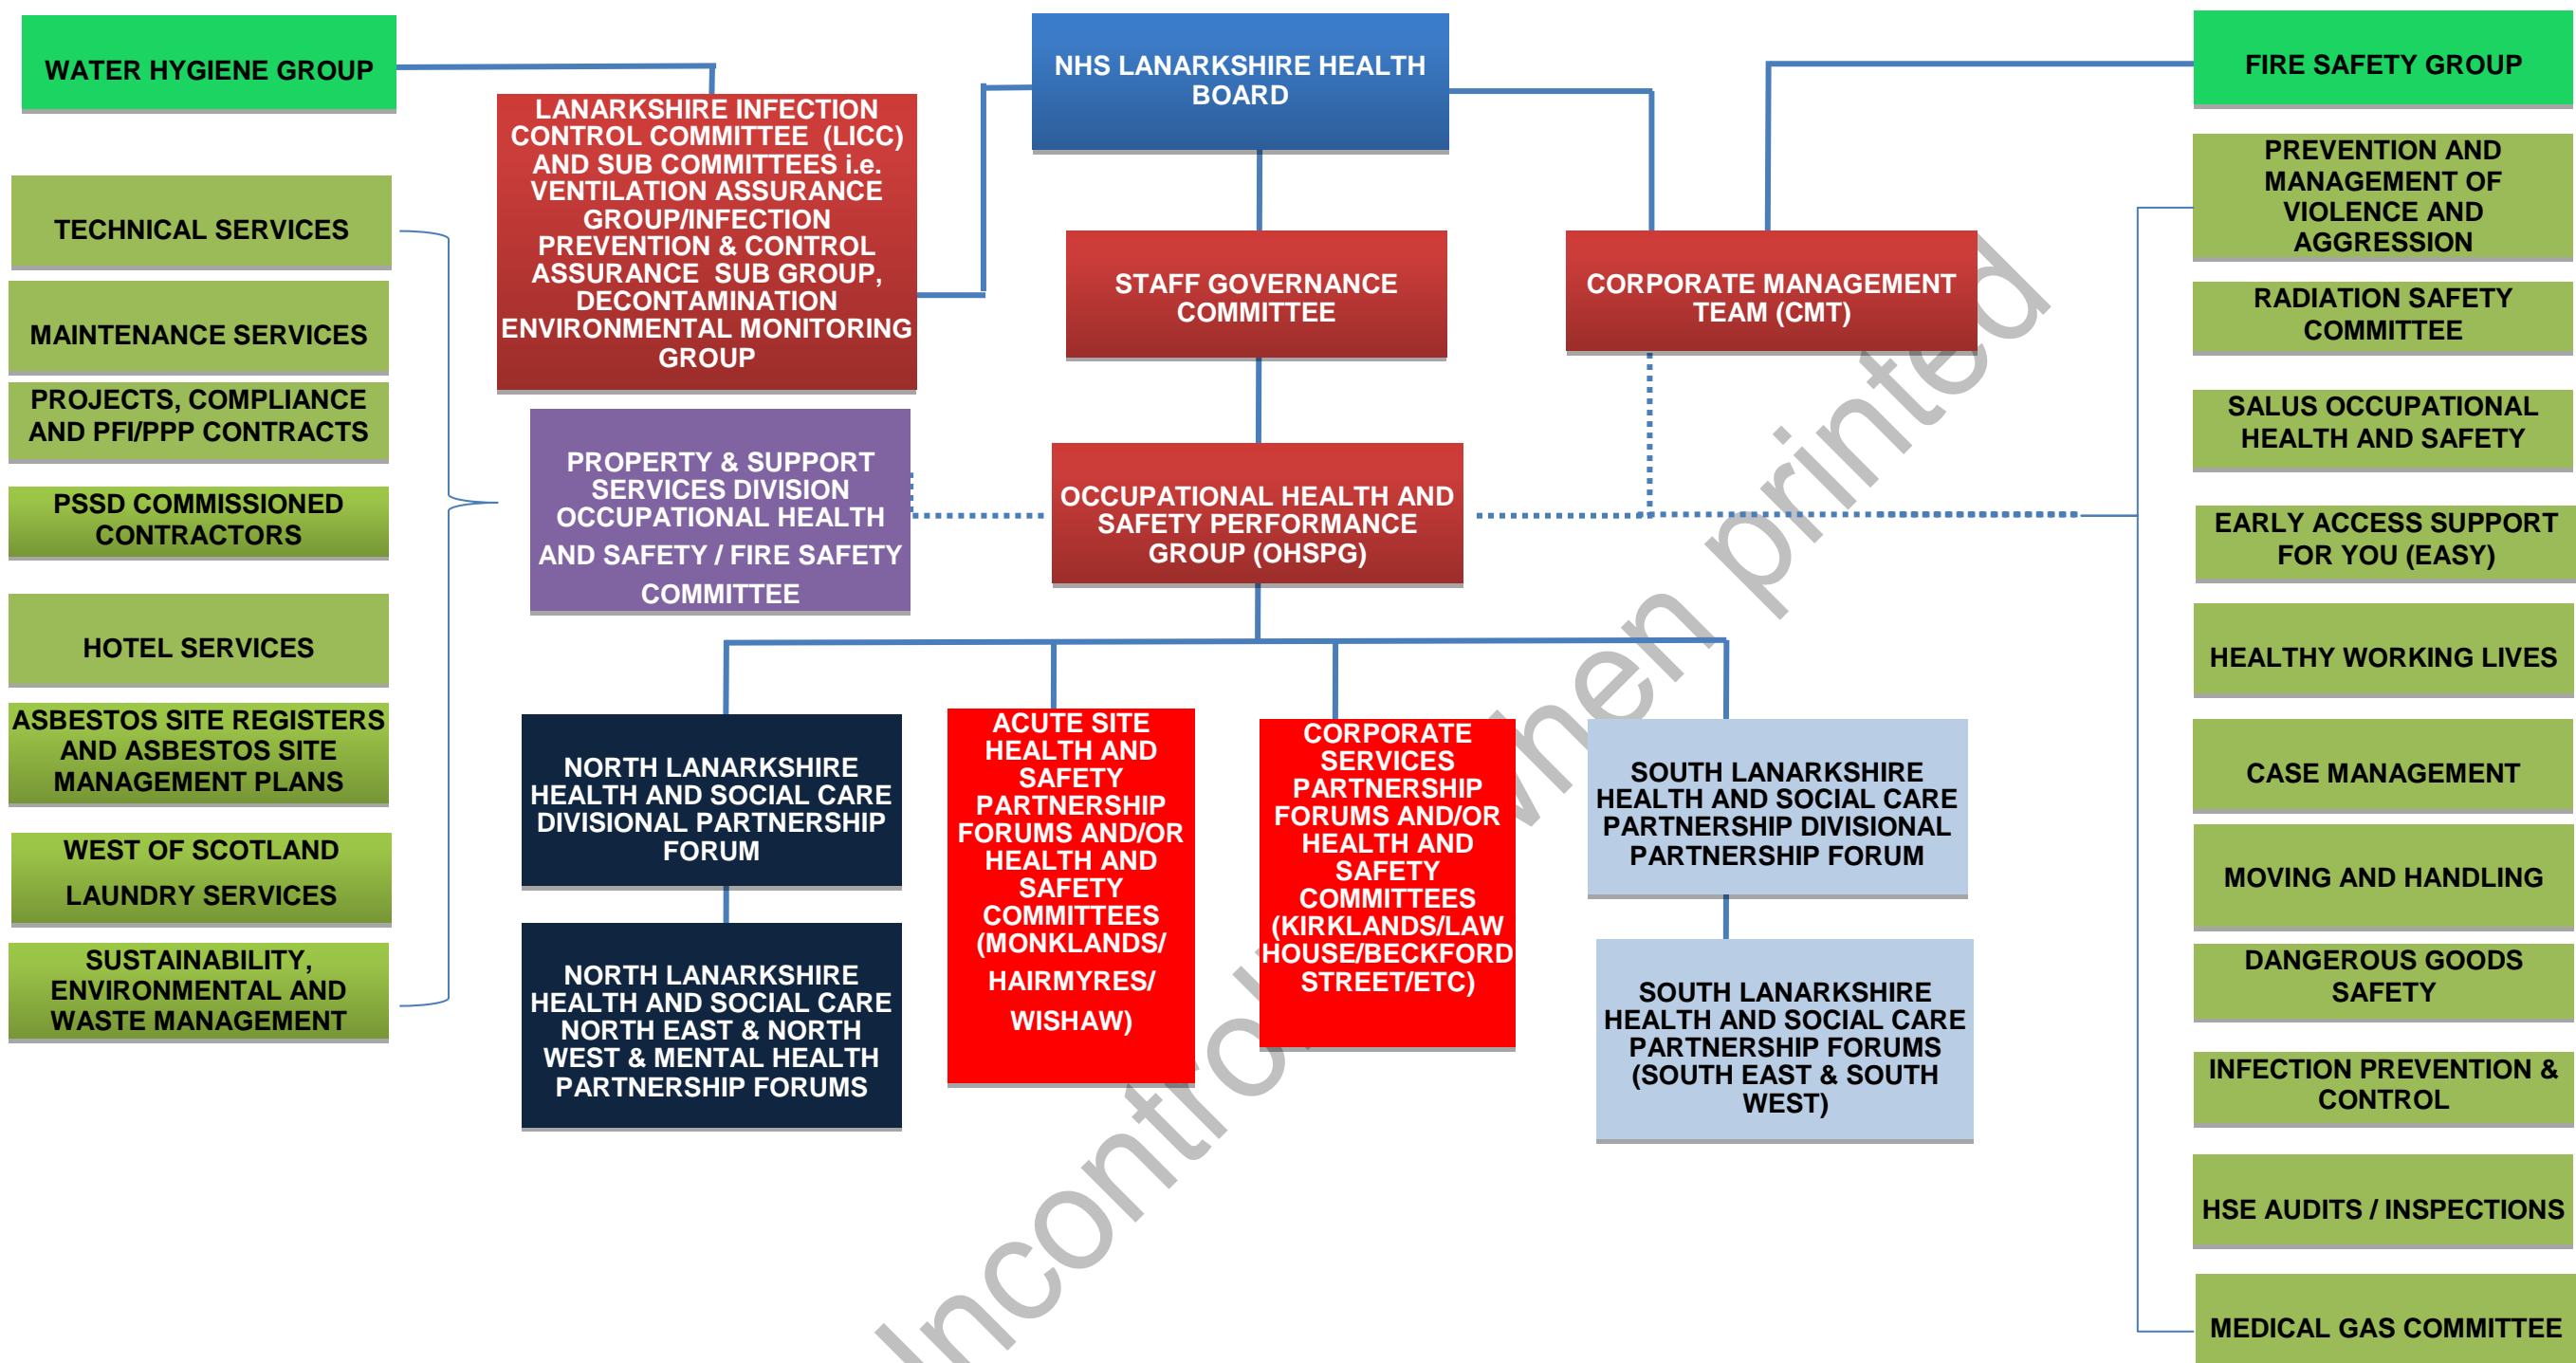 WATER HYGIENE GROUP
TECHNICAL SERVICES
MAINTENANCE SERVICES
PROJECTS, COMPLIANCE
AND PFI/PPP CONTRACTS
PSSD COMMISSIONED
CONTRACTORS
HOTEL SERVICES
ASBESTOS SITE REGISTERS
AND ASBESTOS SITE
MANAGEMENT PLANS
WEST OF SCOTLAND
LAUNDRY SERVICES
SUSTAINABILITY,
ENVIRONMENTAL AND
WASTE MANAGEMENT
LANARKSHIRE INFECTION
CONTROL COMMITTEE (LICC)
AND SUB COMMITTEES i.e.
VENTILATION ASSURANCE
GROUP/INFECTION
PREVENTION & CONTROL
ASSURANCE SUB GROUP,
DECONTAMINATION
ENVIRONMENTAL MONITORING
GROUP
PROPERTY & SUPPORT
SERVICES DIVISION
OCCUPATIONAL HEALTH
AND SAFETY / FIRE SAFETY
COMMITTEE
NHS LANARKSHIRE HEALTH
BOARD
STAFF GOVERNANCE
COMMITTEE
CORPORATE MANAGEMENT
TEAM (CMT)
OCCUPATIONAL HEALTH AND
SAFETY PERFORMANCE
GROUP (OHSPG)
NORTH LANARKSHIRE
HEALTH AND SOCIAL CARE
DIVISIONAL PARTNERSHIP
FORUM
NORTH LANARKSHIRE
HEALTH AND SOCIAL CARE
NORTH EAST & NORTH
WEST & MENTAL HEALTH
PARTNERSHIP FORUMS
ACUTE SITE
HEALTH AND
SAFETY
PARTNERSHIP
FORUMS AND/OR
HEALTH AND
SAFETY
COMMITTEES
(MONKLANDS/
HAIRMYRES/
WISHAW)
CORPORATE
SERVICES
PARTNERSHIP
FORUMS AND/OR
HEALTH AND
SAFETY
COMMITTEES
(KIRKLANDS/LAW
HOUSE/BECKFORD
STREET/ETC)
SOUTH LANARKSHIRE
HEALTH AND SOCIAL CARE
PARTNERSHIP DIVISIONAL
PARTNERSHIP FORUM
SOUTH LANARKSHIRE
HEALTH AND SOCIAL CARE
PARTNERSHIP FORUMS
(SOUTH EAST & SOUTH
WEST)
FIRE SAFETY GROUP
PREVENTION AND
MANAGEMENT OF
VIOLENCE AND
AGGRESSION
RADIATION SAFETY
COMMITTEE
SALUS OCCUPATIONAL
HEALTH AND SAFETY
EARLY ACCESS SUPPORT
FOR YOU (EASY)
HEALTHY WORKING LIVES
CASE MANAGEMENT
MOVING AND HANDLING
DANGEROUS GOODS
SAFETY
INFECTION PREVENTION &
CONTROL
HSE AUDITS / INSPECTIONS
MEDICAL GAS COMMITTEE
when printed